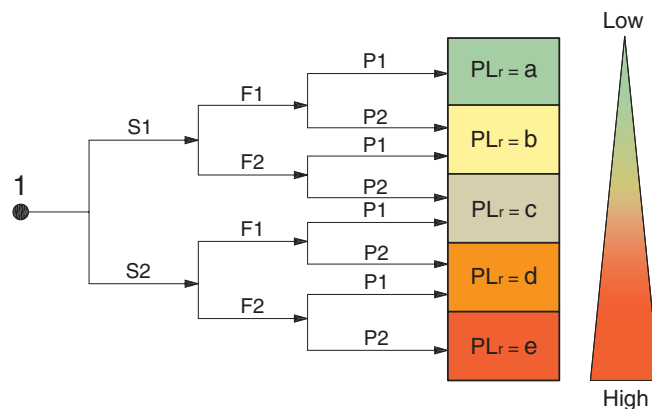 Low
P1
PLr = a
F1
P2
S1
PLr = b
P1
F2
1
P2
PLr = c
P1
F1
P2
S2
PLr = d
P1
F2
P2
PLr = e
High